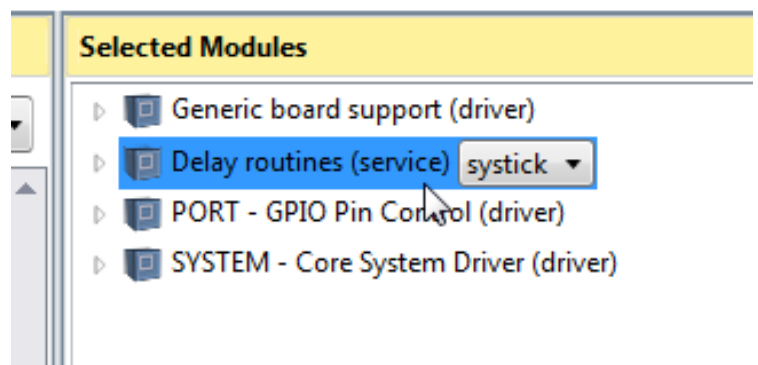 Selected Modules
Generic board support (driver)
Delay routines (service) systick
PORT - GPIO Pin Control (driver)
SYSTEM - Core System Driver (driver)